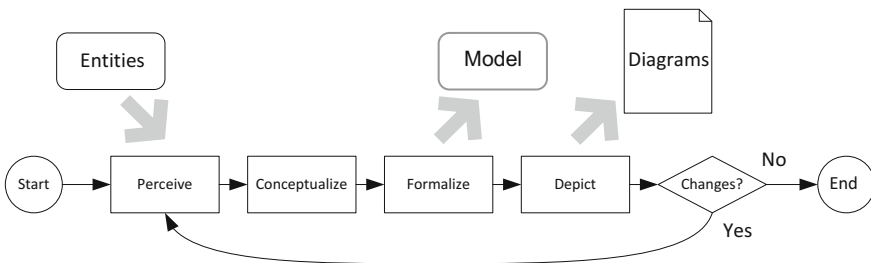 Entities
Model
Diagrams
Start
Perceive
Conceptualize
Formalize
Depict
Changes?
No
End
Yes